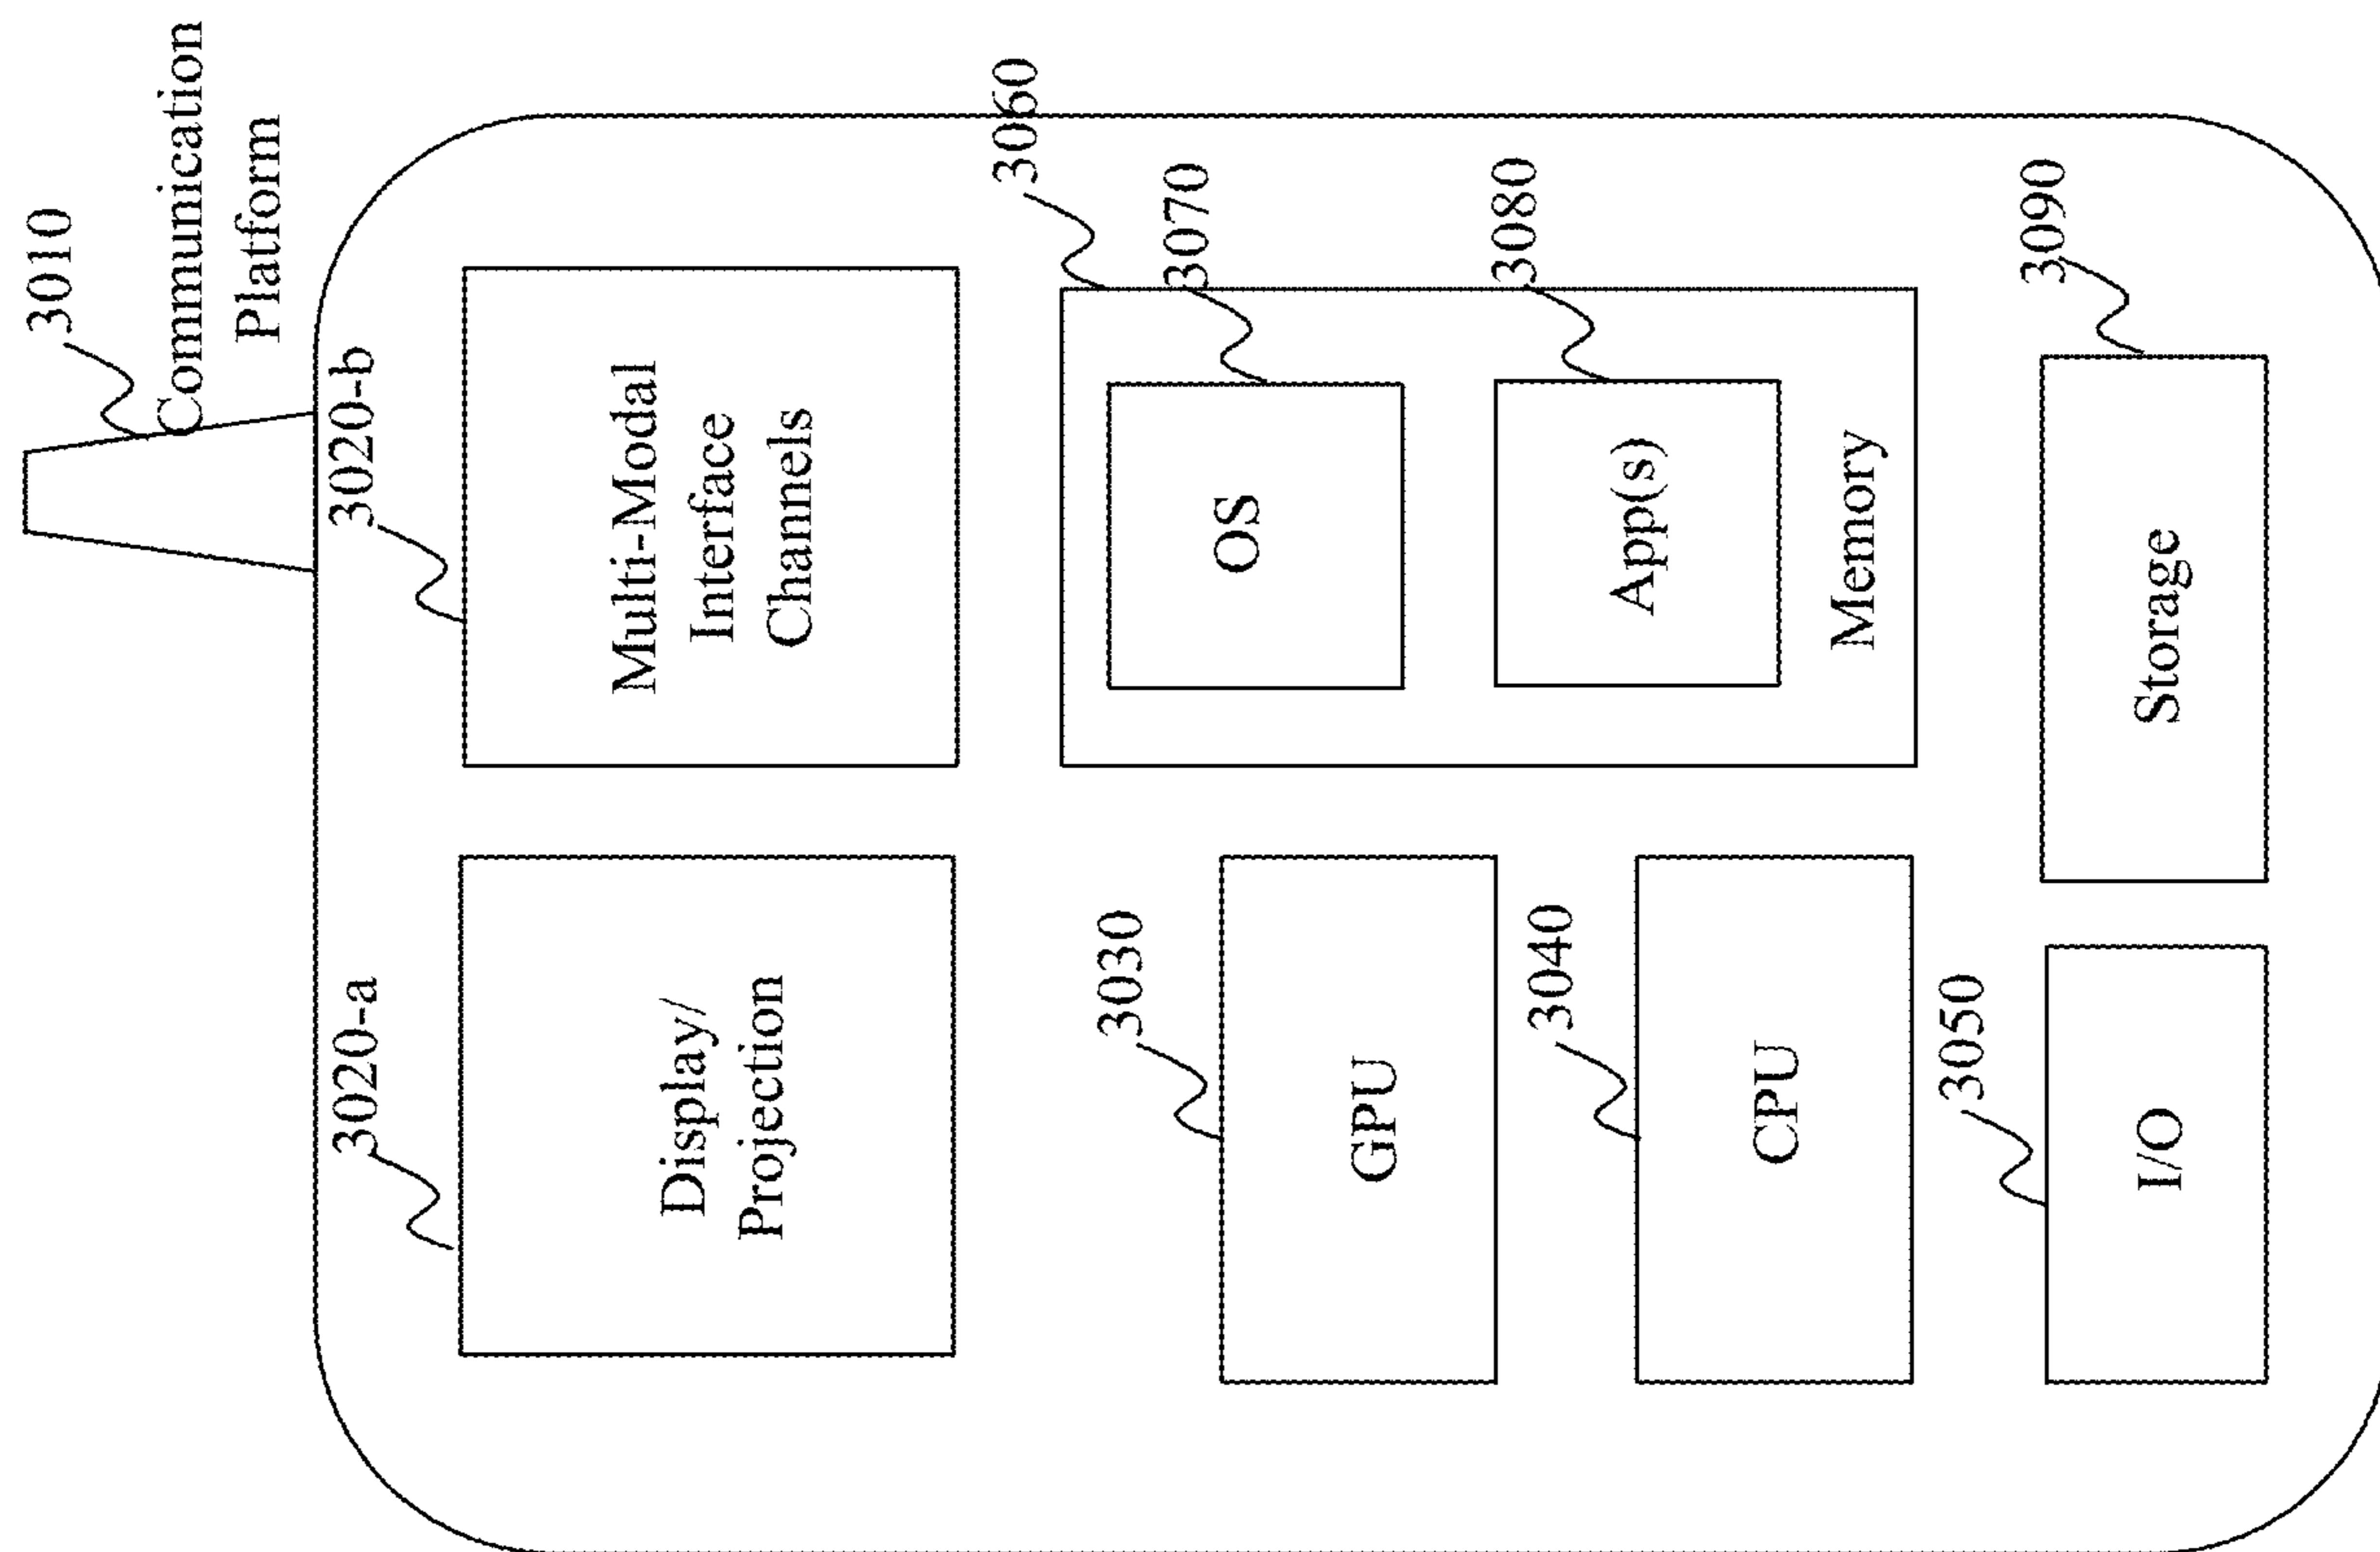 3010
Communication
Platform
3020-a
3020-b
Display/
Projection
Multi-Modal
Interface
Channels
3060
3030
3070
GPU
OS
3040
3080
CPU
App(s)
Memory
3050
3090
I/O
Storage